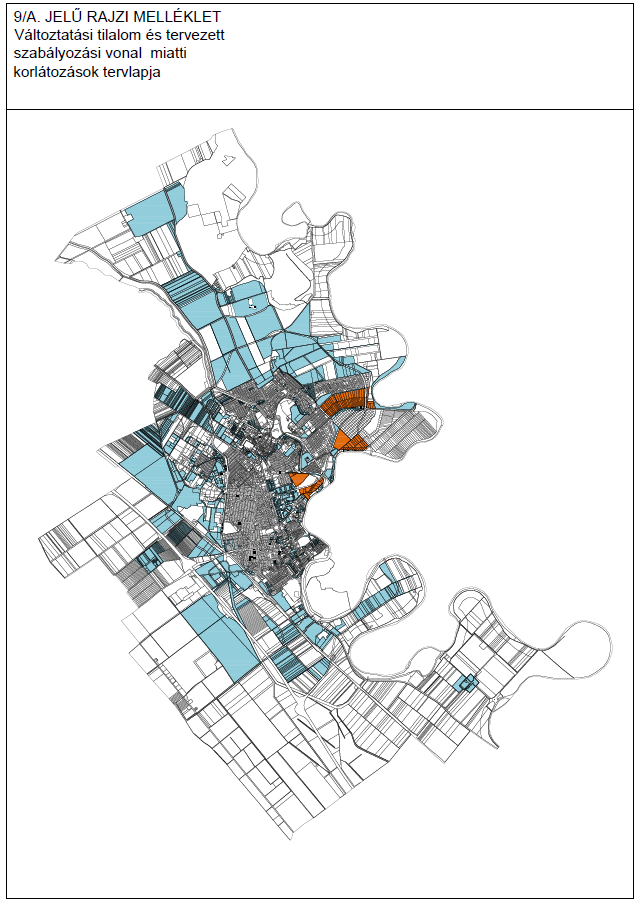 9/A. JELŰ RAJZI MELLÉKLET
Változtatási tilalom és tervezett
szabályozási vonal  miatti
korlátozások tervlapja